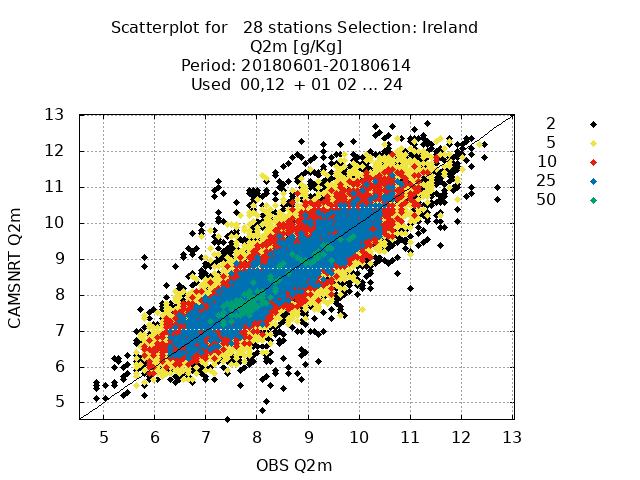 Scatterplot for 28 stations Selection: Ireland
Q2m [g/Kg]
Period: 20180601-20180614
Used 00,12 + 01 02 ... 24
13
12
11
10
9
8
7
6
5
CAMSNRT Q2m
5 6 7 8 9 10 11 12 13
OBS Q2m
2
5
10
25
50